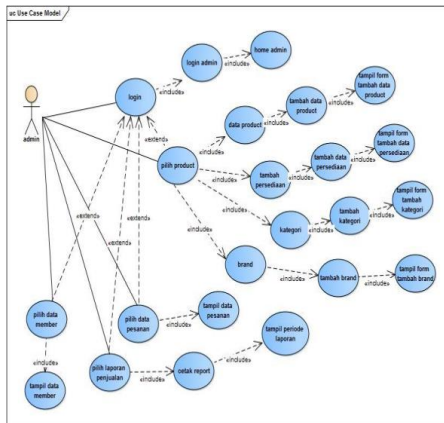 uc Use Case Model
admin
login
login admin
home admin
«include»
«include»
data product
tambah data
product
tampil form
tambah data
product
«include»
«include»
«include»
«extend»
pilih product
tambah
persediaan
tambah data
persediaan
tampil form
tambah data
persediaan
«include»
«include»
«include»
kategori
tambah
kategori
tampil form
tambah
kategori
«include»
«include»
«include»
«extend»
«extend»
«include»
brand
tambah brand
tampil form
tambah brand
«include»
«include»
pilih data
member
pilih data
pesanan
tampil data
pesanan
«include»
«include»
tampil data
member
pilih laporan
penjualan
cetak report
tampil periode
laporan
«include»
«include»